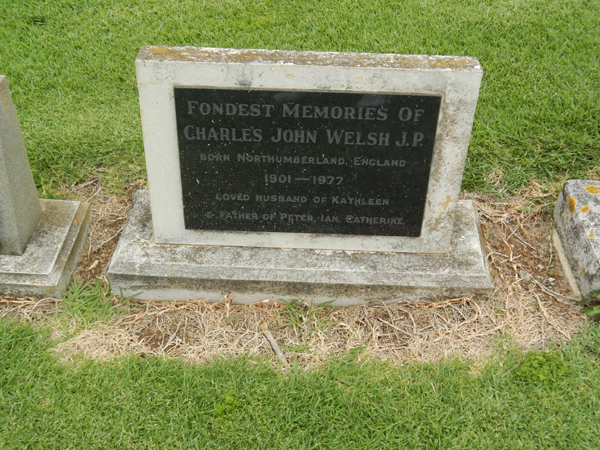 FONDEST MEMORIES OF
CHARLES JOHN WELSH J.P.
BORN NORTHUMBERLAND, ENGLAND
1901—1977
LOVED HUSBAND OF KATHLEEN
& FATHER OF PETER, IAN, CATHERINE.